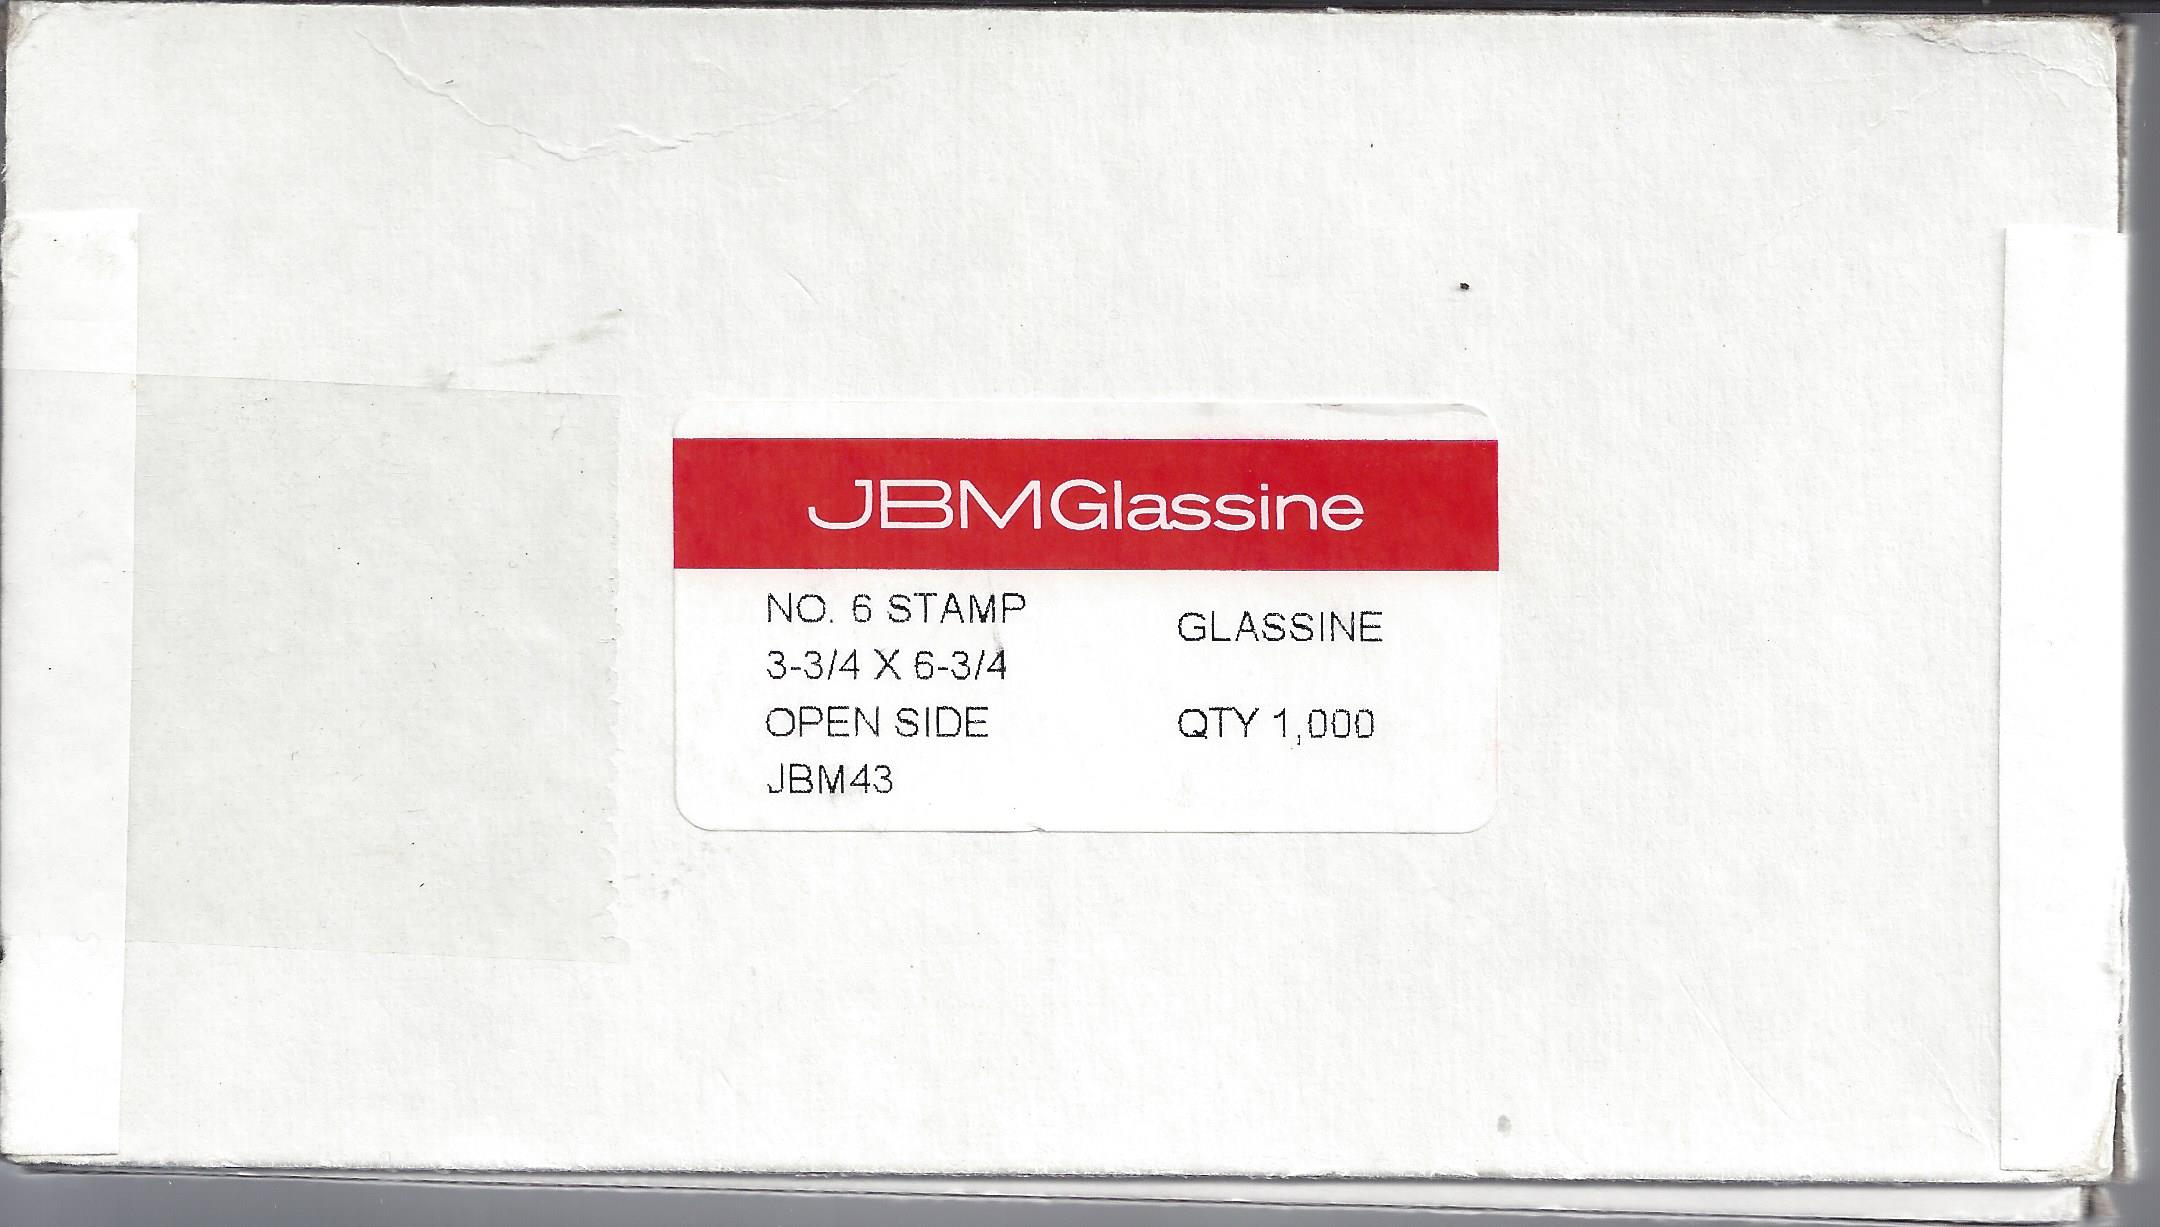 JBMGlassine
NO. 6 STAMP
3-3/4 X 6-3/4
OPEN SIDE
JBM43
GLASSINE
QTY 1,000